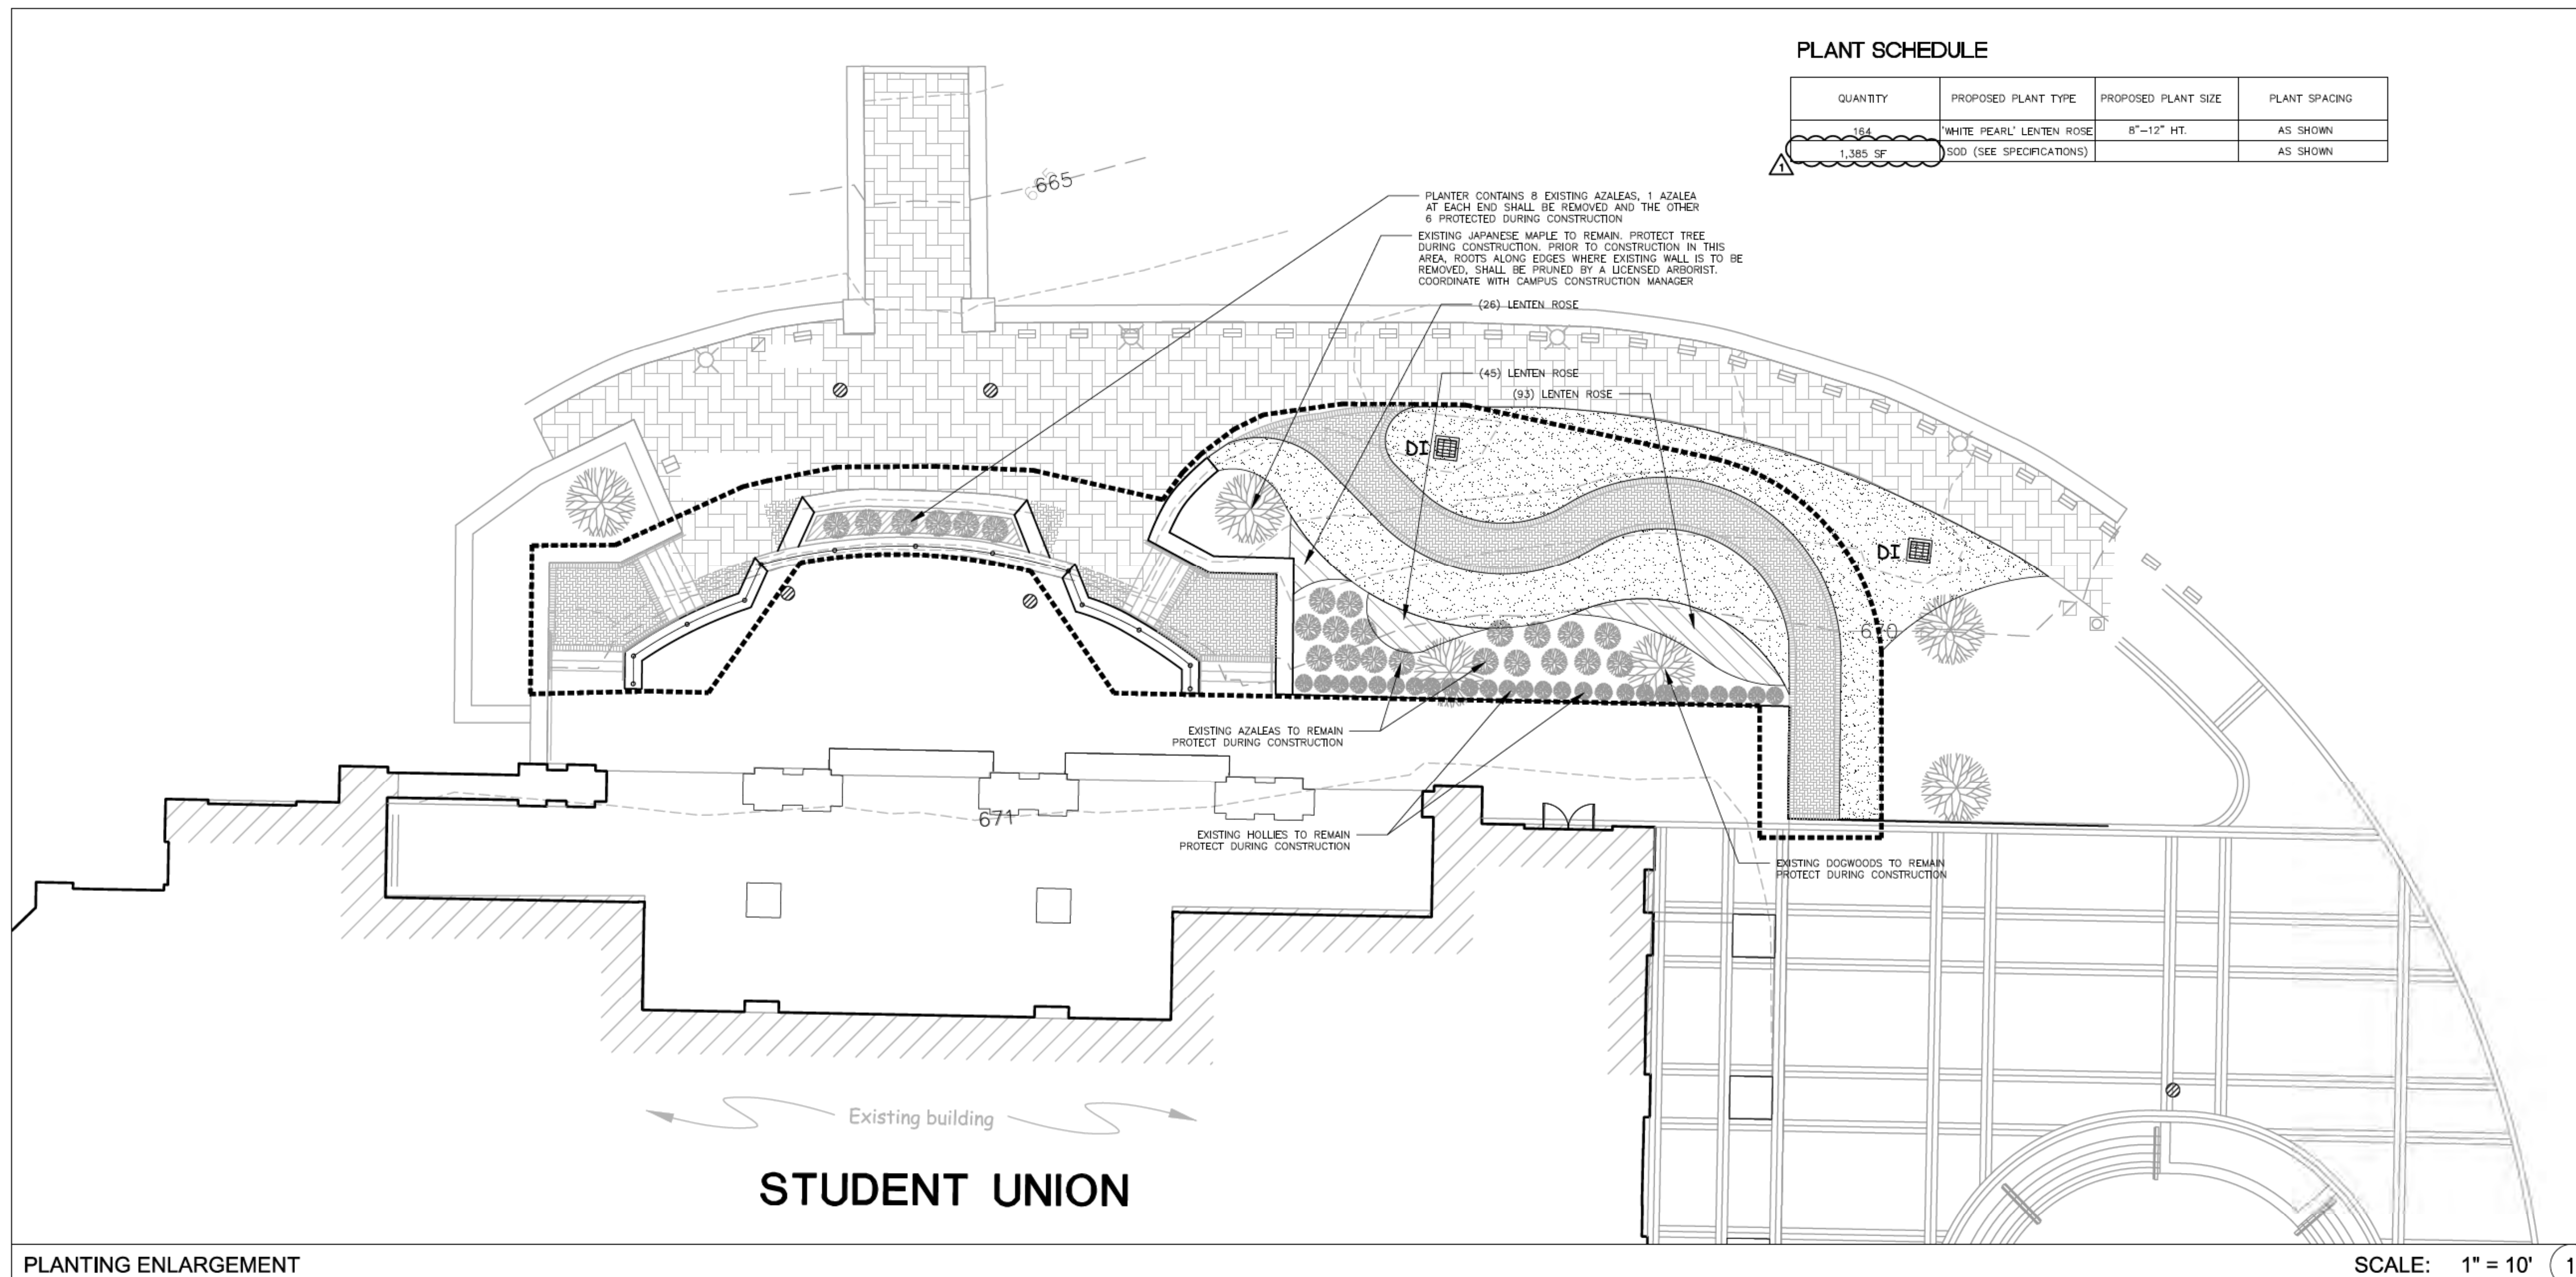 PLANT SCHEDULE
QUANTITY PROPOSED PLANT TYPE PROPOSED PLANT SIZE PLANT SPACING
164 'WHITE PEARL' LENTEN ROSE 8"–12" HT. AS SHOWN
1,385 SF SOD (SEE SPECIFICATIONS) AS SHOWN
1
665
PLANTER CONTAINS 8 EXISTING AZALEAS, 1 AZALEA
AT EACH END SHALL BE REMOVED AND THE OTHER
6 PROTECTED DURING CONSTRUCTION
EXISTING JAPANESE MAPLE TO REMAIN. PROTECT TREE
DURING CONSTRUCTION. PRIOR TO CONSTRUCTION IN THIS
AREA, ROOTS ALONG EDGES WHERE EXISTING WALL IS TO BE
REMOVED, SHALL BE PRUNED BY A LICENSED ARBORIST.
COORDINATE WITH CAMPUS CONSTRUCTION MANAGER
(26) LENTEN ROSE
(45) LENTEN ROSE
(93) LENTEN ROSE
DI
DI
670
EXISTING AZALEAS TO REMAIN
PROTECT DURING CONSTRUCTION
671
EXISTING HOLLIES TO REMAIN
PROTECT DURING CONSTRUCTION
EXISTING DOGWOODS TO REMAIN
PROTECT DURING CONSTRUCTION
Existing building
STUDENT UNION
PLANTING ENLARGEMENT
SCALE: 1" = 10' 1